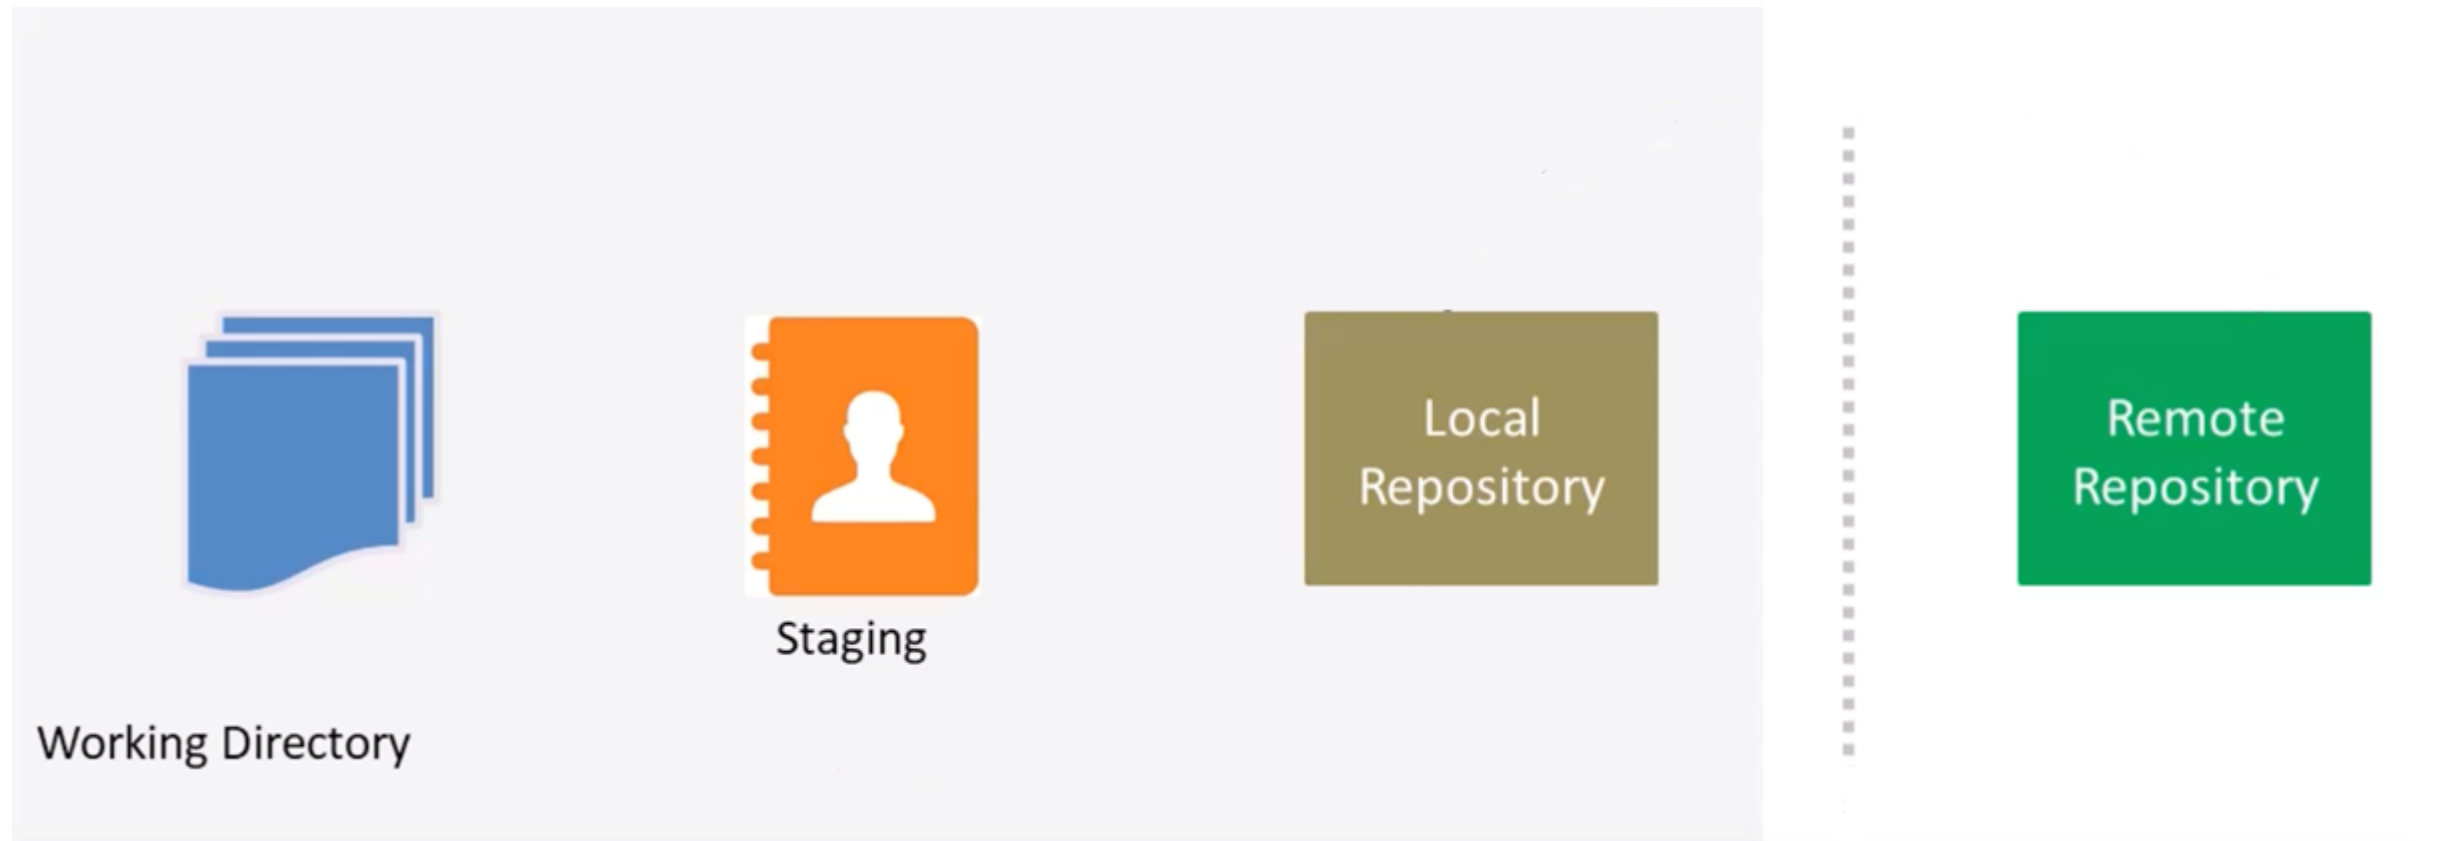 Local
Repository
Remote
Repository
Staging
Working Directory